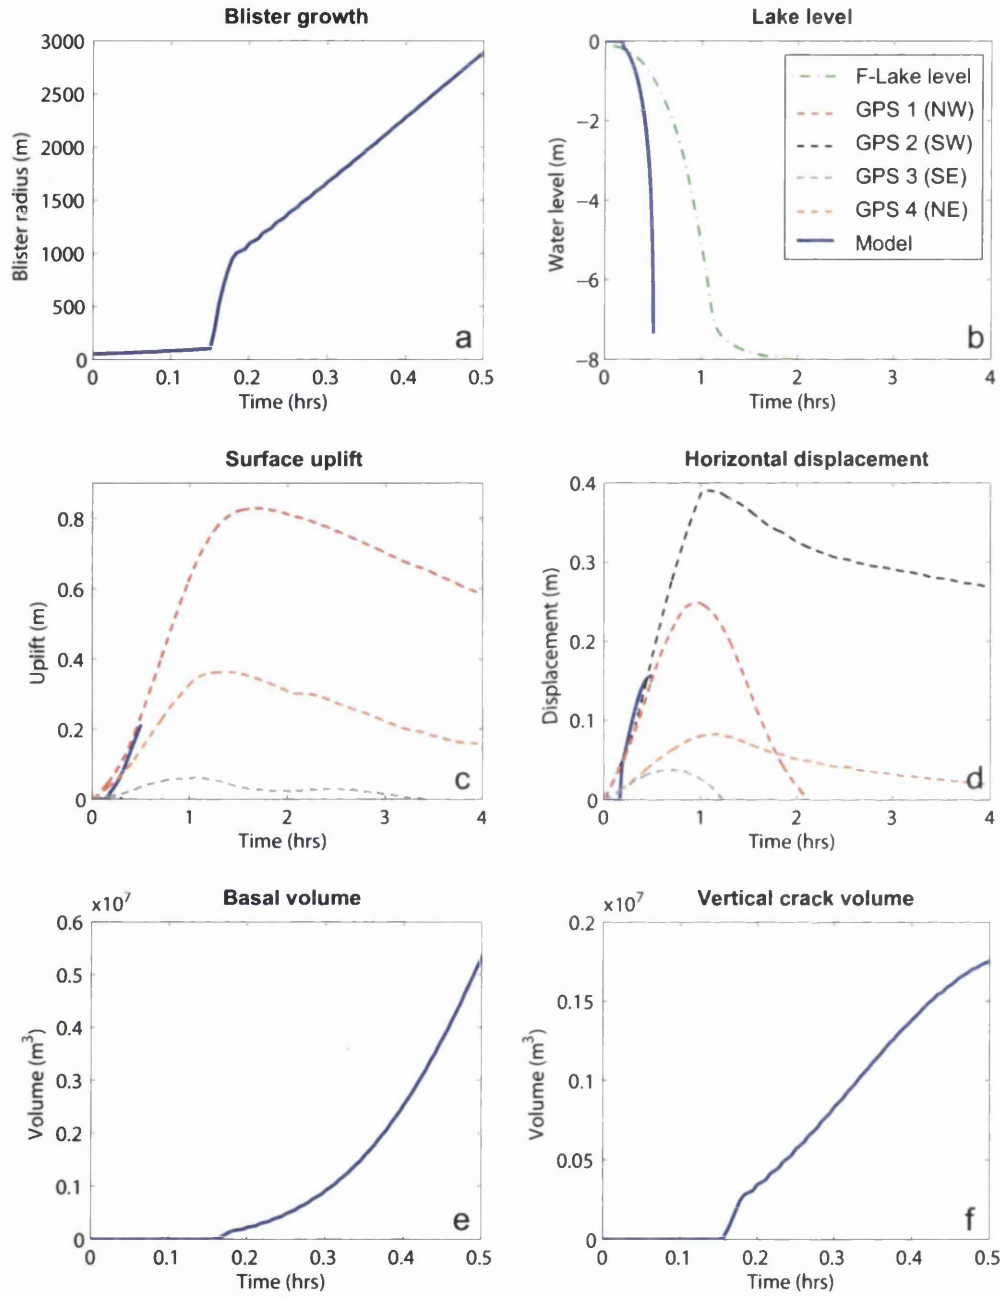 Blister growth
3000
2500
2000
1500
1000
500
0
Blister radius (m)
0 0.1 0.2 0.3 0.4 0.5
Time (hrs)
a
Lake level
0
−2
−4
−6
−8
Water level (m)
F-Lake level
GPS 1 (NW)
GPS 2 (SW)
GPS 3 (SE)
GPS 4 (NE)
Model
0 1 2 3 4
Time (hrs)
b
Surface uplift
0.8
0.6
0.4
0.2
0
Uplift (m)
0 1 2 3 4
Time (hrs)
c
Horizontal displacement
0.4
0.3
0.2
0.1
0
Displacement (m)
0 1 2 3 4
Time (hrs)
d
Basal volume
x10^7
0.6
0.5
0.4
0.3
0.2
0.1
0
Volume (m³)
0 0.1 0.2 0.3 0.4 0.5
Time (hrs)
e
Vertical crack volume
x10^7
0.2
0.15
0.1
0.05
0
Volume (m³)
0 0.1 0.2 0.3 0.4 0.5
Time (hrs)
f